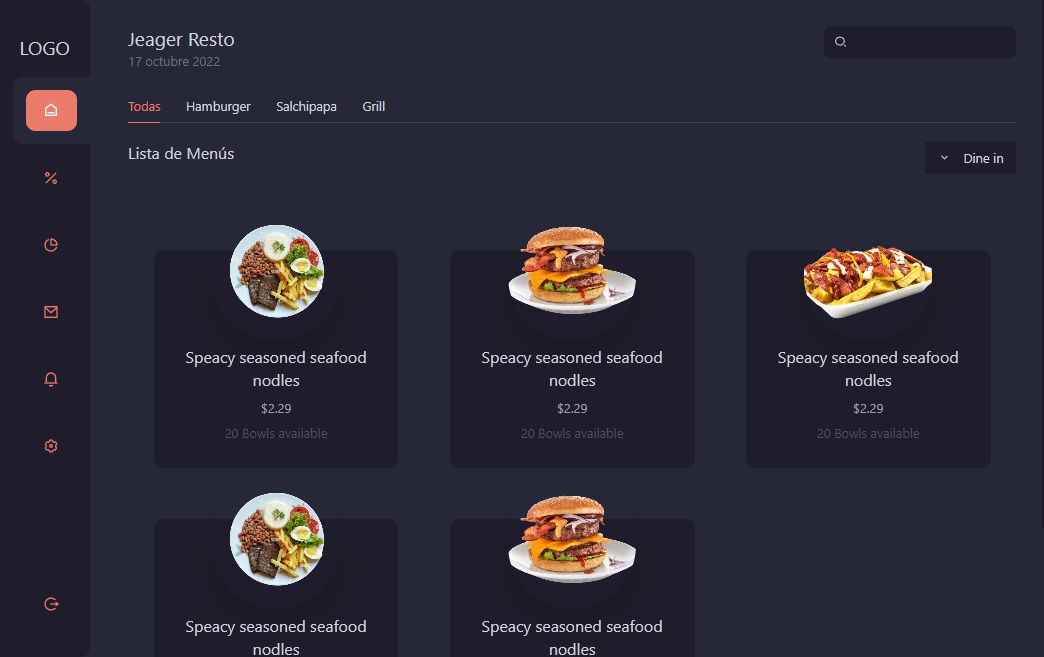 LOGO
Jeager Resto
17 octubre 2022
Todas
Hamburger
Salchipapa
Grill
Lista de Menús
Dine in
Speacy seasoned seafood
nodles
$2.29
20 Bowls available
Speacy seasoned seafood
nodles
$2.29
20 Bowls available
Speacy seasoned seafood
nodles
$2.29
20 Bowls available
Speacy seasoned seafood
nodles
Speacy seasoned seafood
nodles